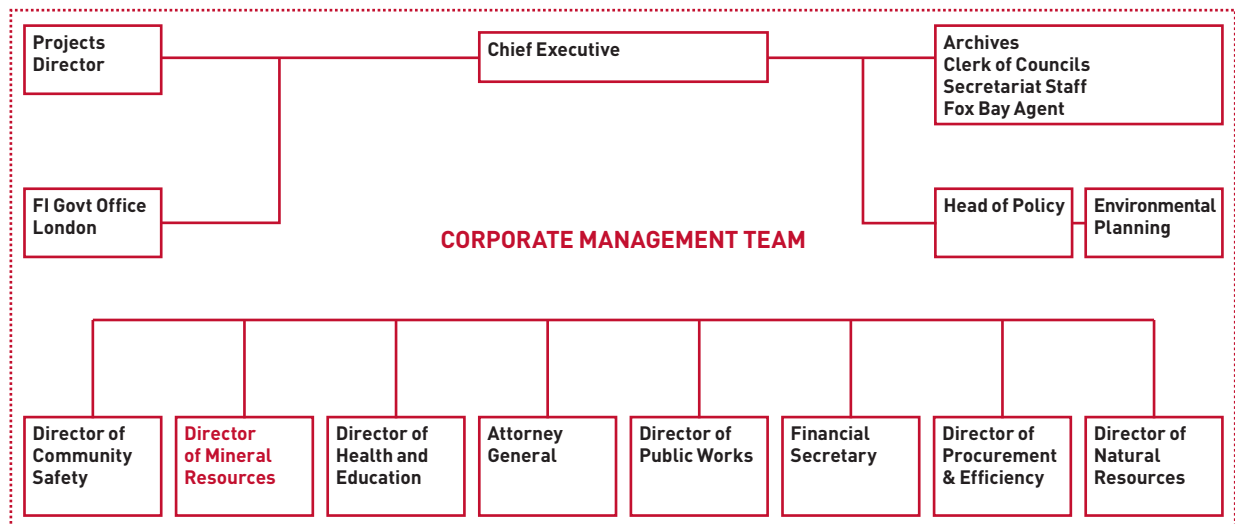 Projects
Director
Chief Executive
Archives
Clerk of Councils
Secretariat Staff
Fox Bay Agent
FI Govt Office
London
Head of Policy
Environmental
Planning
CORPORATE MANAGEMENT TEAM
Director of
Community
Safety
Director
of Mineral
Resources
Director of
Health and
Education
Attorney
General
Director of
Public Works
Financial
Secretary
Director of
Procurement
& Efficiency
Director of
Natural
Resources